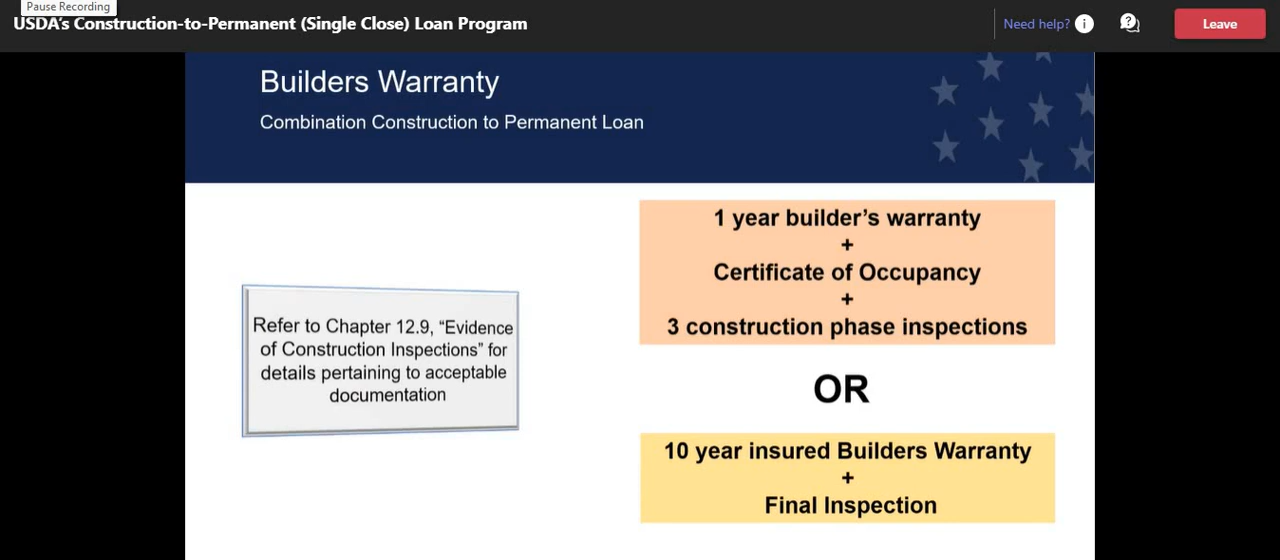 Pause Recording
USDA's Construction-to-Permanent (Single Close) Loan Program
Need help?
Leave
Builders Warranty
Combination Construction to Permanent Loan
Refer to Chapter 12.9, “Evidence
of Construction Inspections” for
details pertaining to acceptable
documentation
1 year builder’s warranty
+
Certificate of Occupancy
+
3 construction phase inspections
OR
10 year insured Builders Warranty
+
Final Inspection